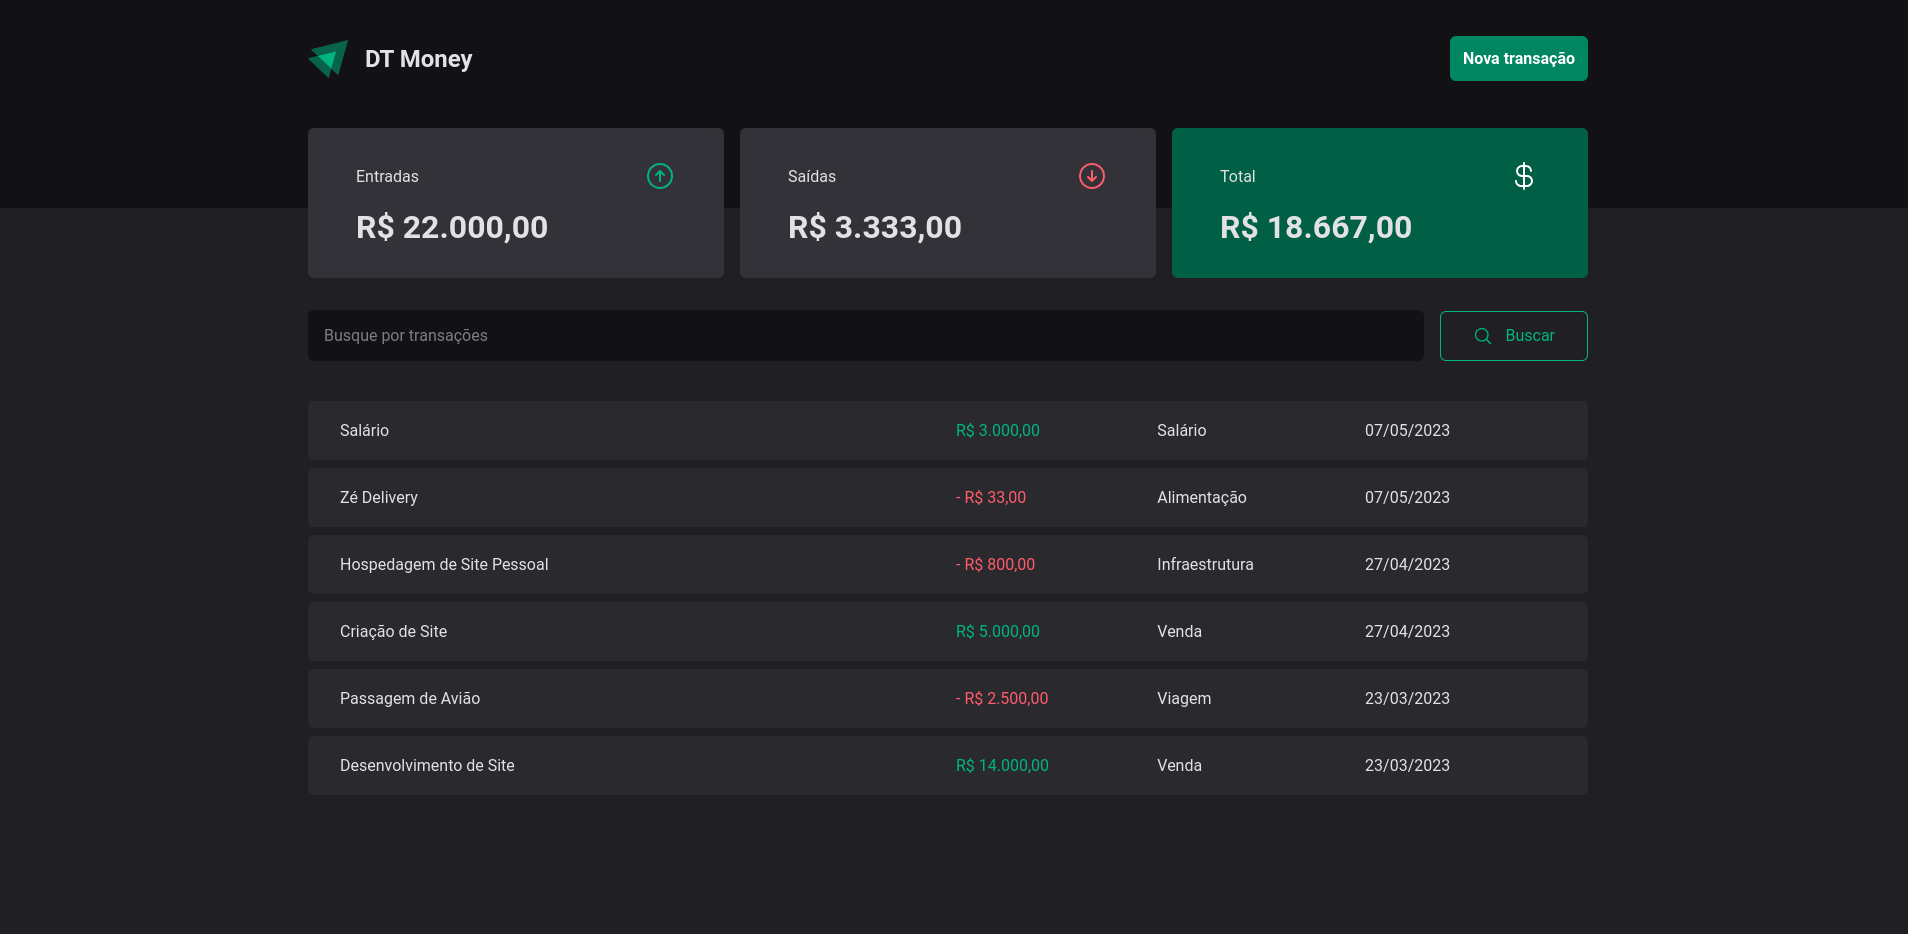 DT Money
Nova transação
Entradas
R$ 22.000,00
Saídas
R$ 3.333,00
Total
$
R$ 18.667,00
Busque por transações
Buscar
Salário R$ 3.000,00 Salário 07/05/2023
Zé Delivery - R$ 33,00 Alimentação 07/05/2023
Hospedagem de Site Pessoal - R$ 800,00 Infraestrutura 27/04/2023
Criação de Site R$ 5.000,00 Venda 27/04/2023
Passagem de Avião - R$ 2.500,00 Viagem 23/03/2023
Desenvolvimento de Site R$ 14.000,00 Venda 23/03/2023